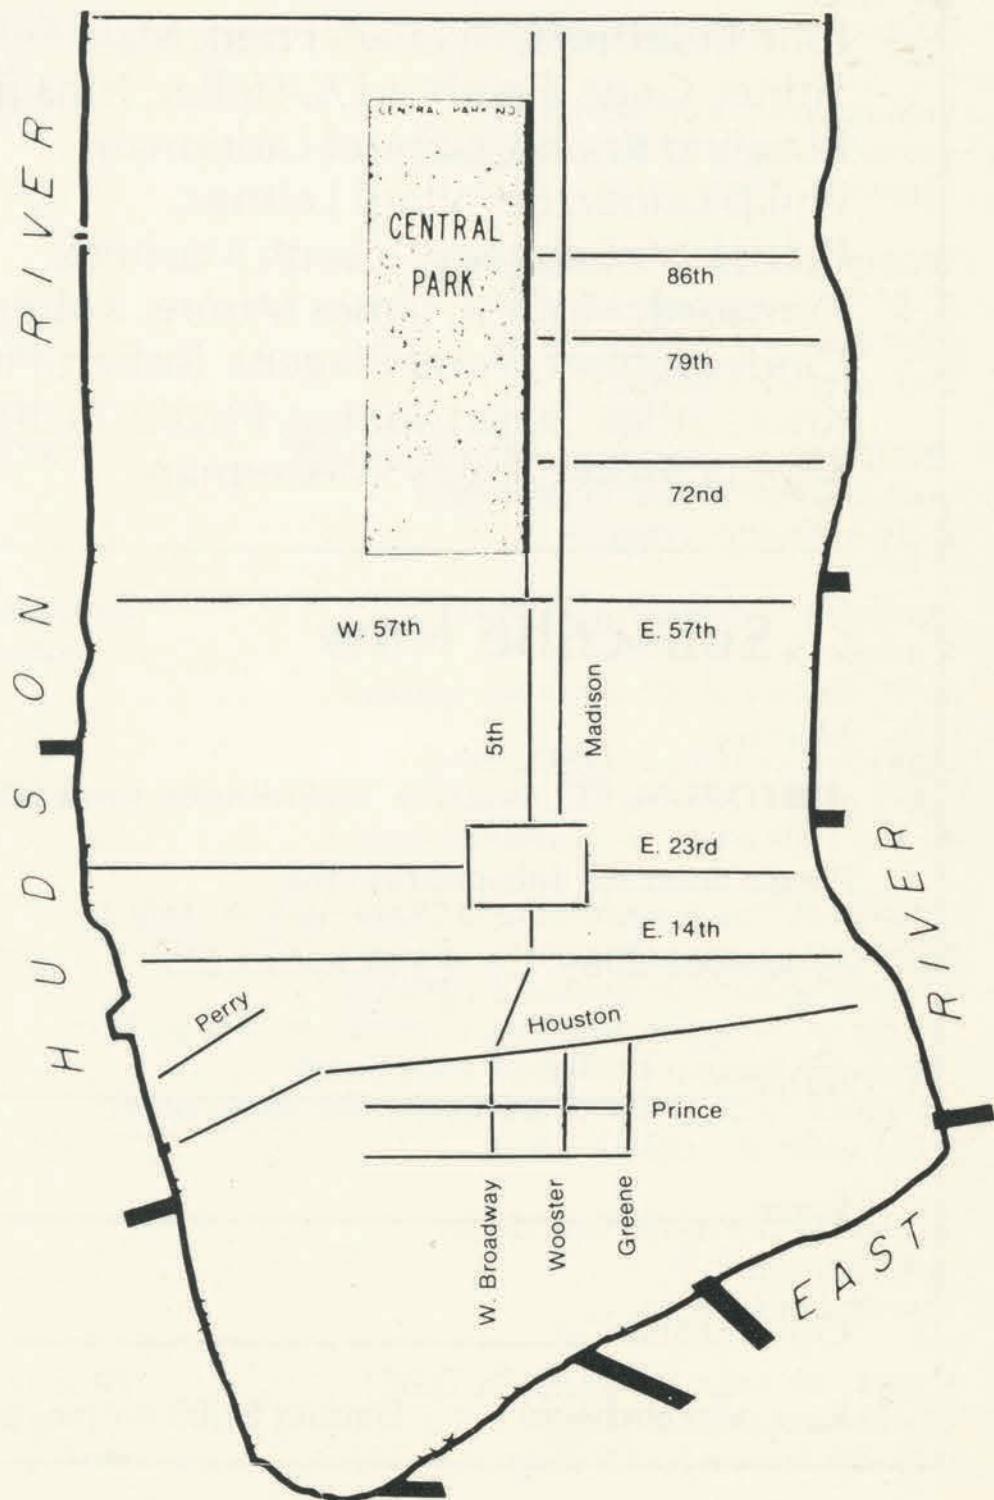 CENTRAL PARK NO.
CENTRAL
PARK
86th
79th
72nd
W. 57th
E. 57th
5th
Madison
E. 23rd
E. 14th
Perry
Houston
Prince
W. Broadway
Wooster
Greene
HUDSON RIVER
EAST RIVER